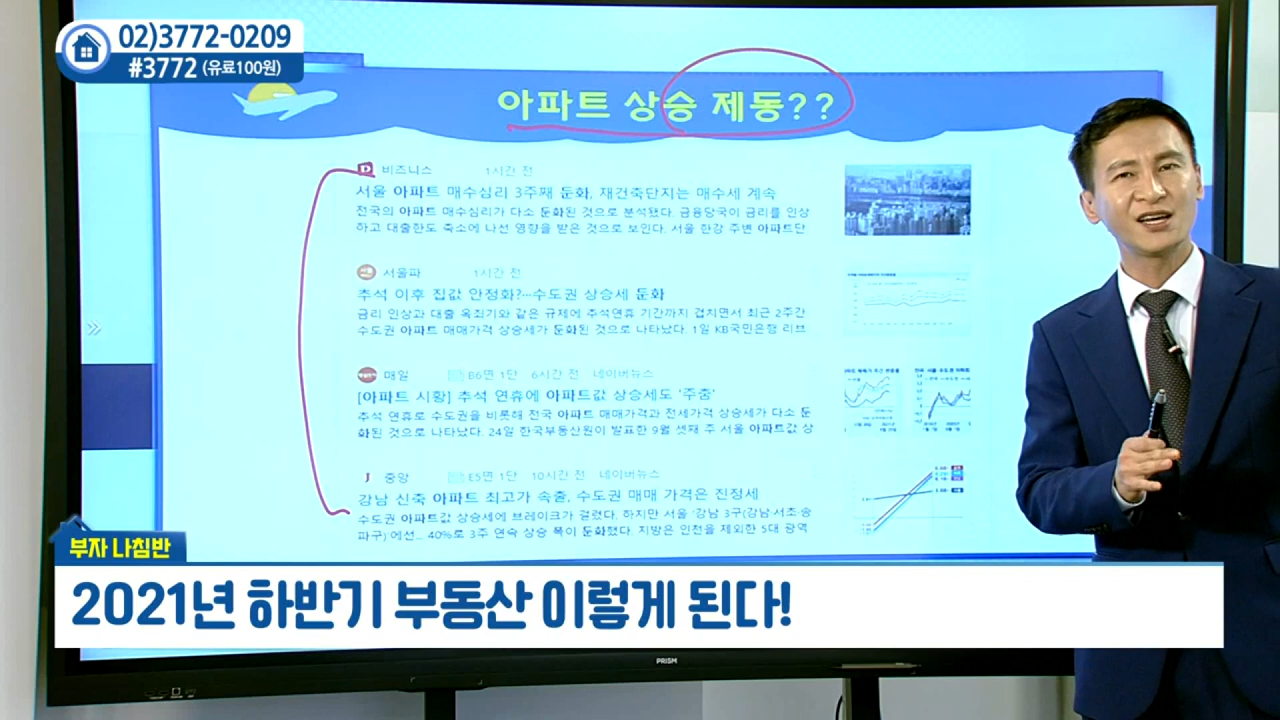 02)3772-0209
#3772 (유료100원)
아파트 상승 제동??
비즈니스 1시간 전
서울 아파트 매수심리 3주째 둔화, 재건축단지는 매수세 계속
전국의 아파트 매수심리가 다소 둔화된 것으로 분석됐다. 금융당국이 금리를 인상
하고 대출한도 축소에 나선 영향을 받은 것으로 보인다. 서울 한강 주변 아파트단
서울파 1시간 전
추석 이후 집값 안정화?…수도권 상승세 둔화
금리 인상과 대출 옥죄기와 같은 규제에 추석연휴 기간까지 겹치면서 최근 2주간
수도권 아파트 매매가격 상승세가 둔화된 것으로 나타났다. 1일 KB국민은행 리브
매일 B6면 1단 6시간 전 네이버뉴스
[아파트 시황] 추석 연휴에 아파트값 상승세도 '주춤'
추석 연휴로 수도권을 비롯해 전국 아파트 매매가격과 전세가격 상승세가 다소 둔
화된 것으로 나타났다. 24일 한국부동산원이 발표한 9월 셋째 주 서울 아파트값 상
J 중앙 E5면 1단 10시간 전 네이버뉴스
강남 신축 아파트 최고가 속출, 수도권 매매 가격은 진정세
수도권 아파트값 상승세에 브레이크가 걸렸다. 하지만 서울 '강남 3구(강남·서초·송
파구) 에선... 40%로 3주 연속 상승 폭이 둔화했다. 지방은 인천을 제외한 5대 광역
부자 나침반
2021년 하반기 부동산 이렇게 된다!
PRISM